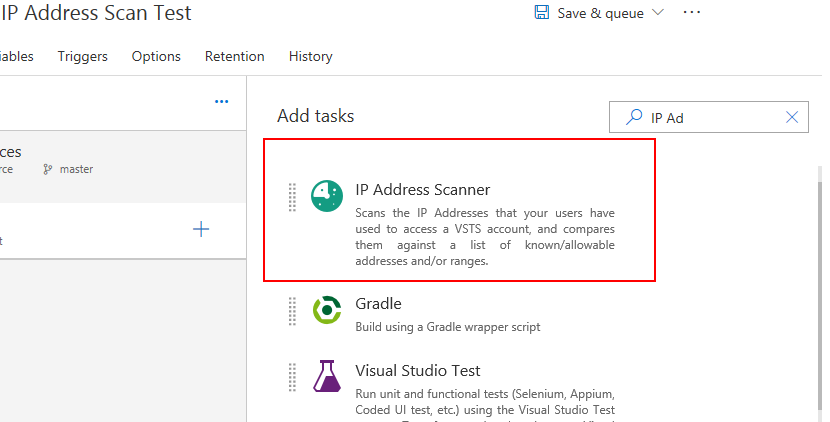 IP Address Scan Test
Save & queue
iables
Triggers
Options
Retention
History
Add tasks
IP Ad
ces
rce
master
t
IP Address Scanner
Scans the IP Addresses that your users have
used to access a VSTS account, and compares
them against a list of known/allowable
addresses and/or ranges.
Gradle
Build using a Gradle wrapper script
Visual Studio Test
Run unit and functional tests (Selenium, Appium,
Coded UI test, etc.) using the Visual Studio Test